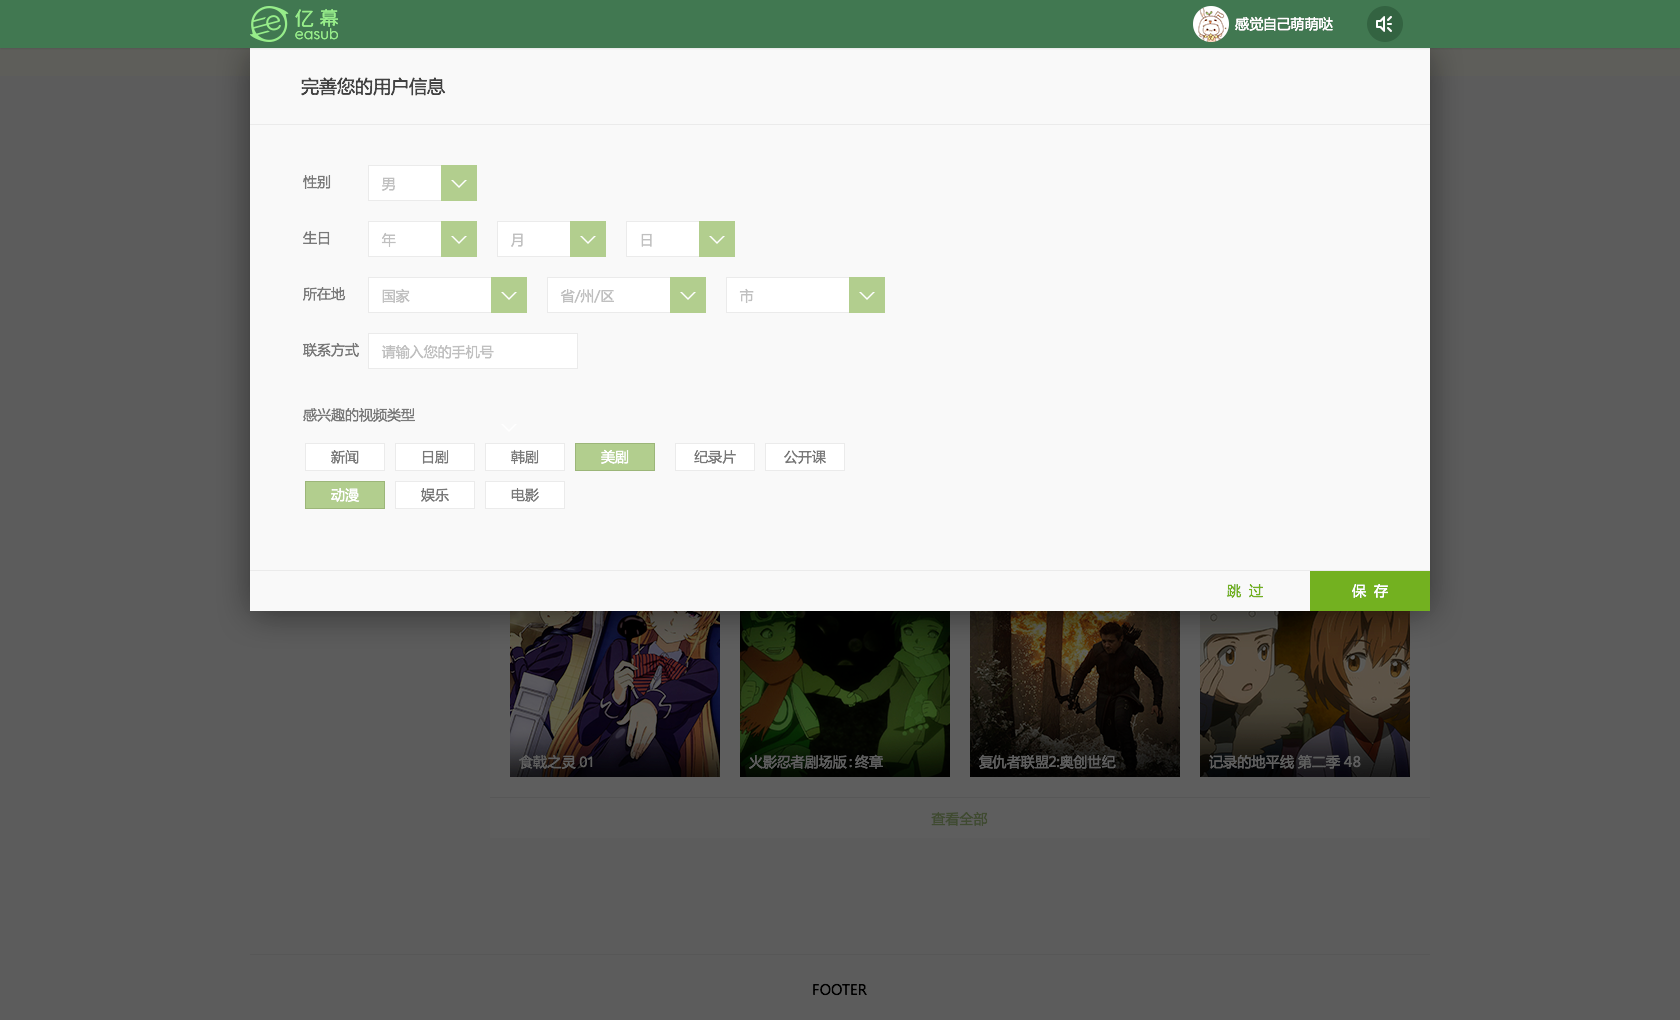 亿幕
easub
感觉自己萌萌哒
完善您的用户信息
性别 男
生日 年 月 日
所在地 国家 省/州/区 市
联系方式 请输入您的手机号
感兴趣的视频类型
新闻 日剧 韩剧 美剧 纪录片 公开课
动漫 娱乐 电影
跳 过 保 存
食戟之灵 01 火影忍者剧场版:终章 复仇者联盟2:奥创世纪 记录的地平线 第二季 48
查看全部
FOOTER